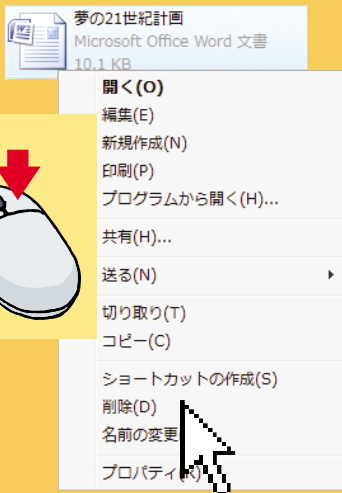 夢の21世紀計画
Microsoft Office Word 文書
10.1 KB
開く(O)
編集(E)
新規作成(N)
印刷(P)
プログラムから開く(H)...
共有(H)...
送る(N)
切り取り(T)
コピー(C)
ショートカットの作成(S)
削除(D)
名前の変更
プロパティ(R)